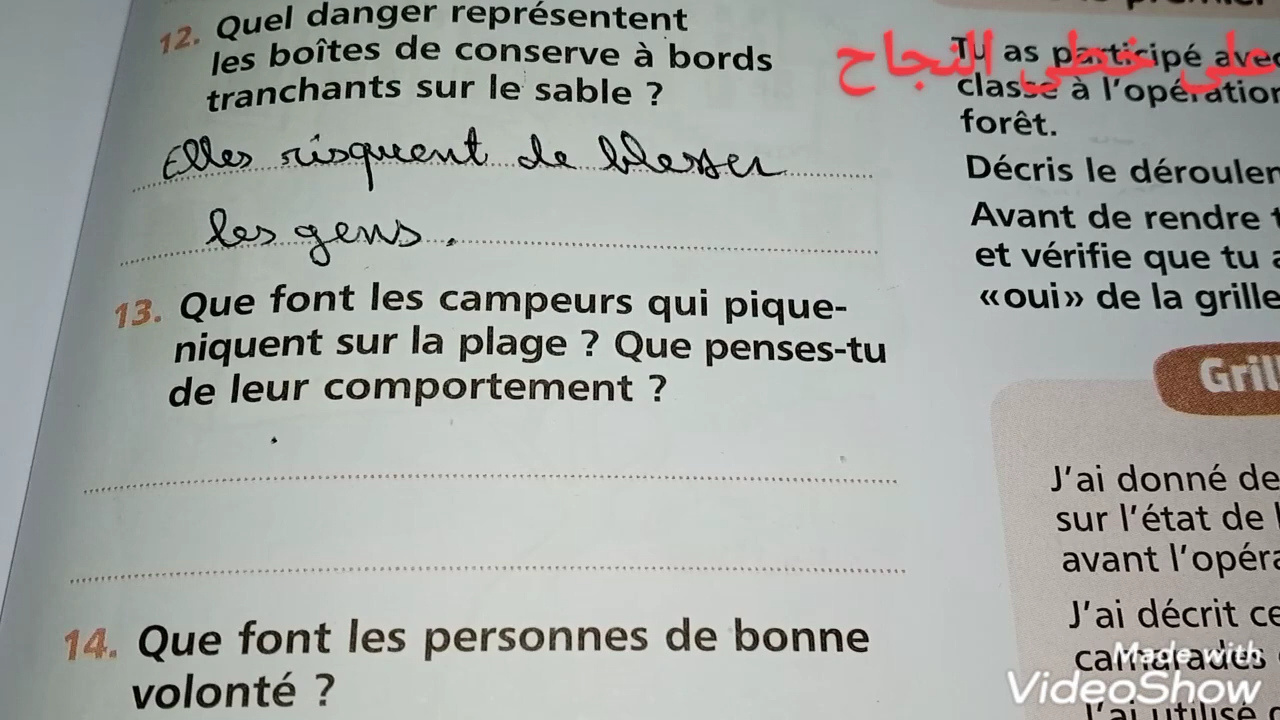 12. Quel danger représentent
les boîtes de conserve à bords
tranchants sur le sable ?
Elles risquent de blesser
les gens.
13. Que font les campeurs qui pique-
niquent sur la plage ? Que penses-tu
de leur comportement ?
14. Que font les personnes de bonne
volonté ?
على خطى النجاح
Tu as participé avec
classe à l'opération
forêt.
Décris le dérouler
Avant de rendre t
et vérifie que tu a
«oui» de la grille
Grill
J'ai donné de
sur l'état de l
avant l'opéra
J'ai décrit ce
camarades
J'ai utilisé d
Made with
VideoShow